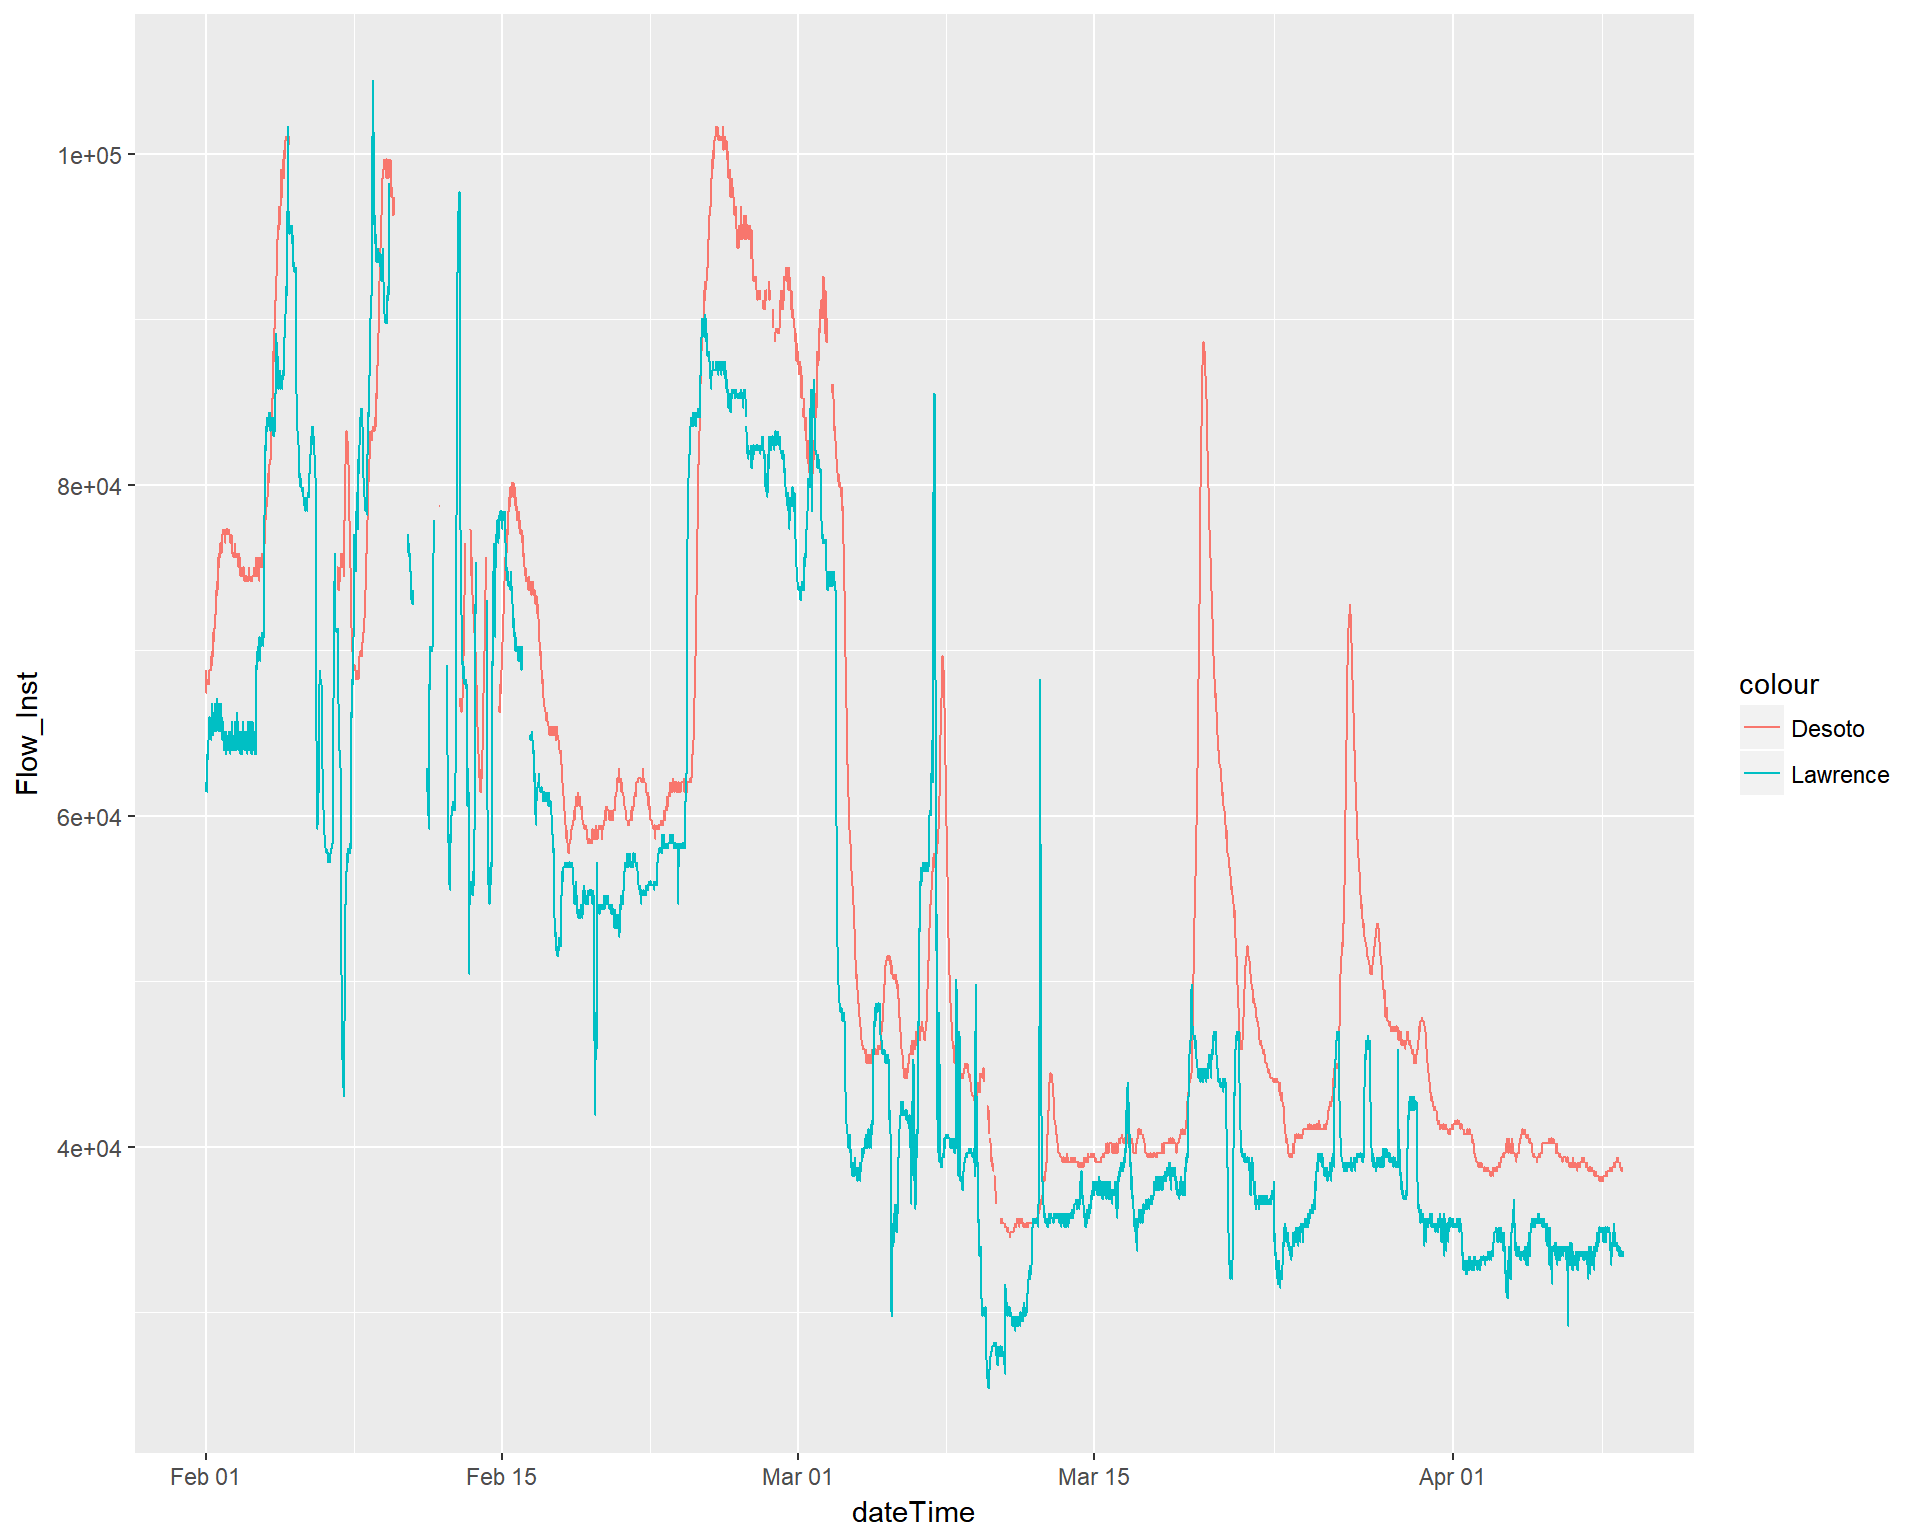 1e+05
8e+04
6e+04
4e+04
Flow_Inst
Feb 01
Feb 15
Mar 01
Mar 15
Apr 01
dateTime
colour
Desoto
Lawrence